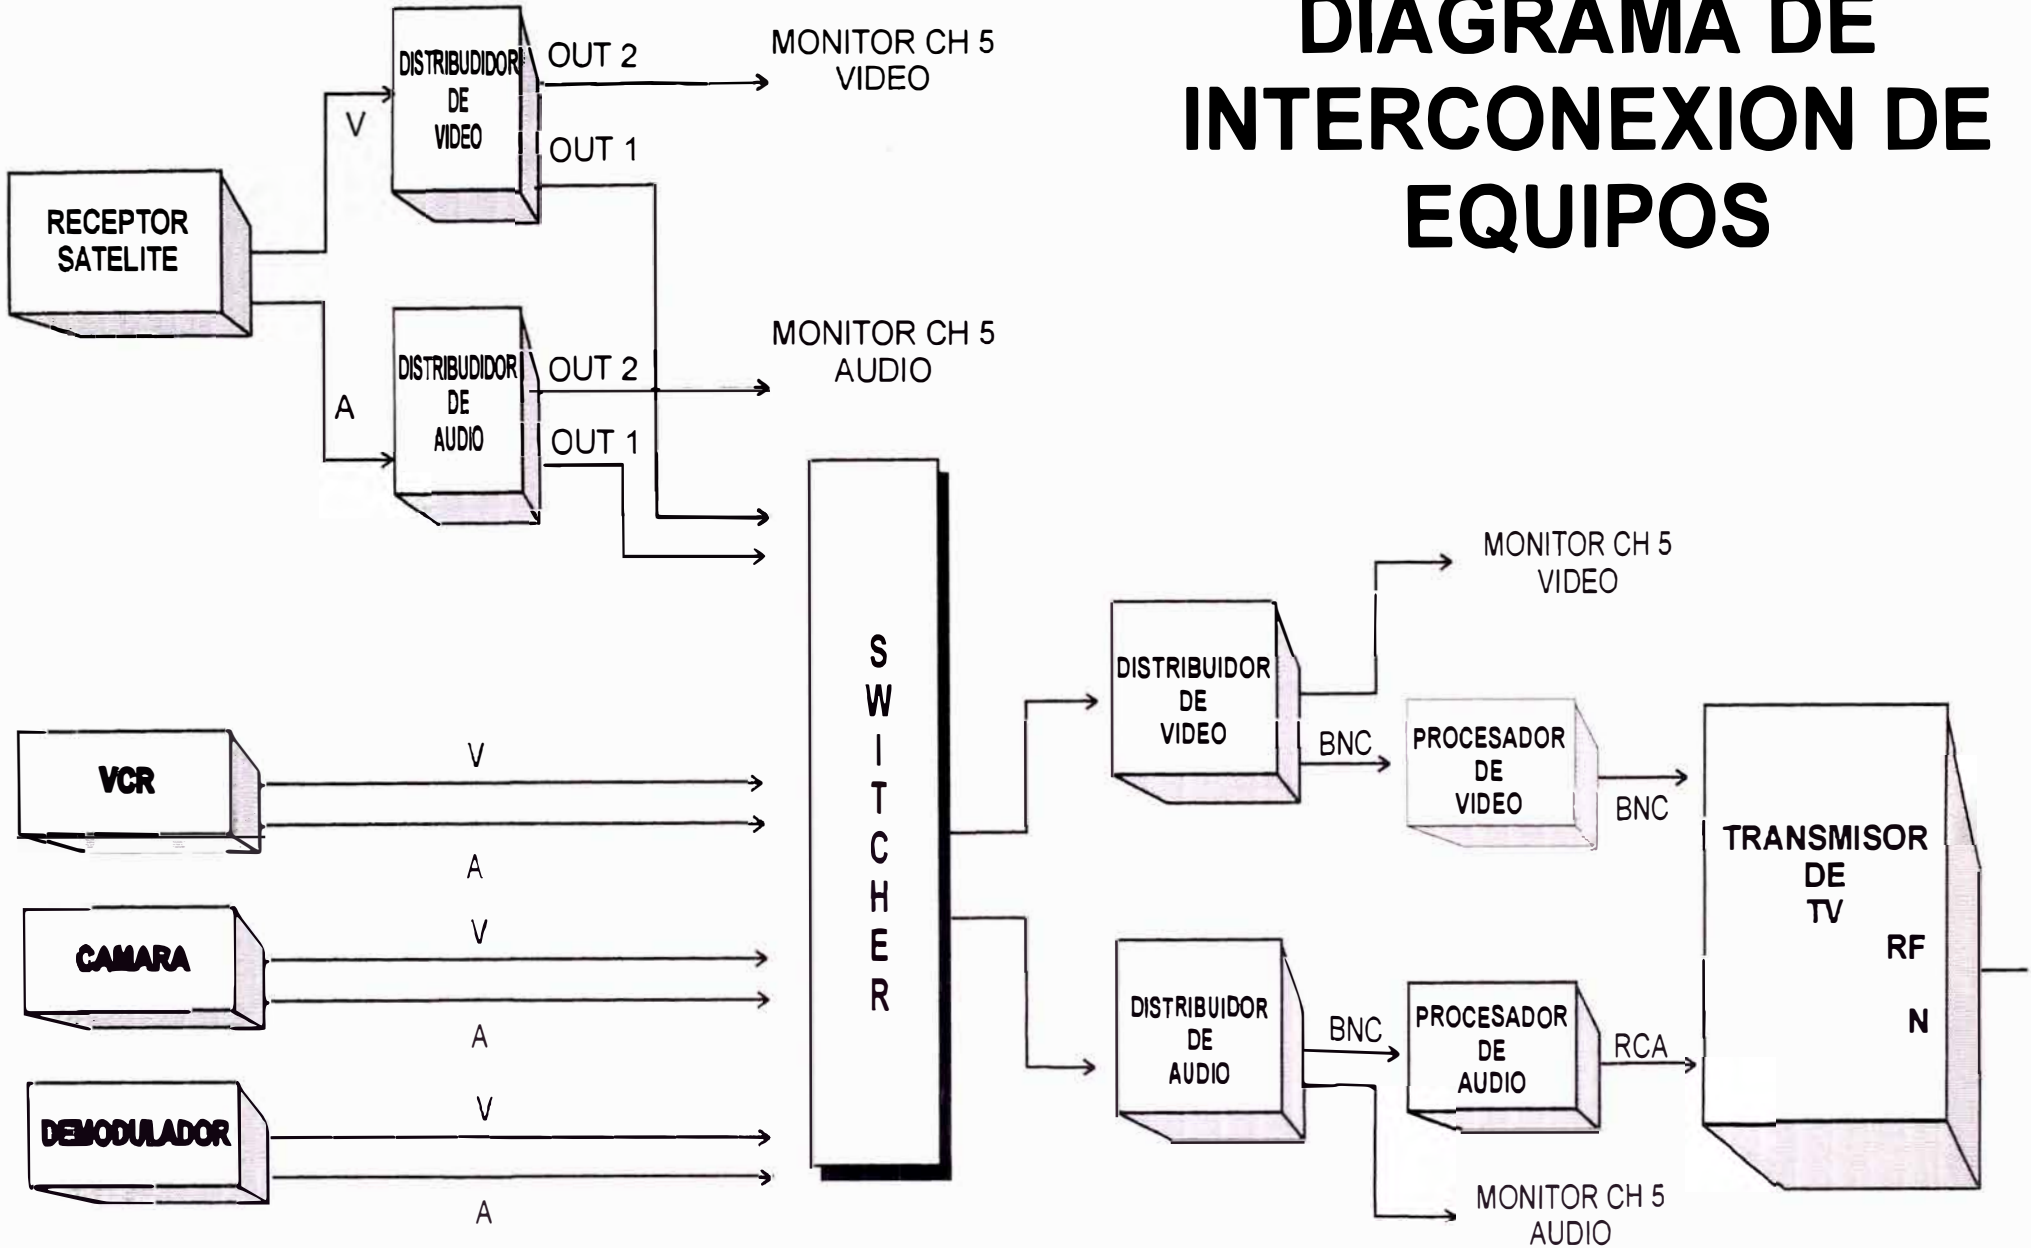 DIAGRAMA DE
INTERCONEXION DE
EQUIPOS
RECEPTOR
SATELITE
V
A
DISTRIBUDIDOR
DE
VIDEO
OUT 2
OUT 1
MONITOR CH 5
VIDEO
DISTRIBUDIDOR
DE
AUDIO
OUT 2
OUT 1
MONITOR CH 5
AUDIO
VCR
V
A
CAMARA
V
A
DEMODULADOR
V
A
S
W
I
T
C
H
E
R
DISTRIBUIDOR
DE
VIDEO
MONITOR CH 5
VIDEO
BNC
PROCESADOR
DE
VIDEO
BNC
DISTRIBUIDOR
DE
AUDIO
BNC
PROCESADOR
DE
AUDIO
RCA
MONITOR CH 5
AUDIO
TRANSMISOR
DE
TV
RF
N